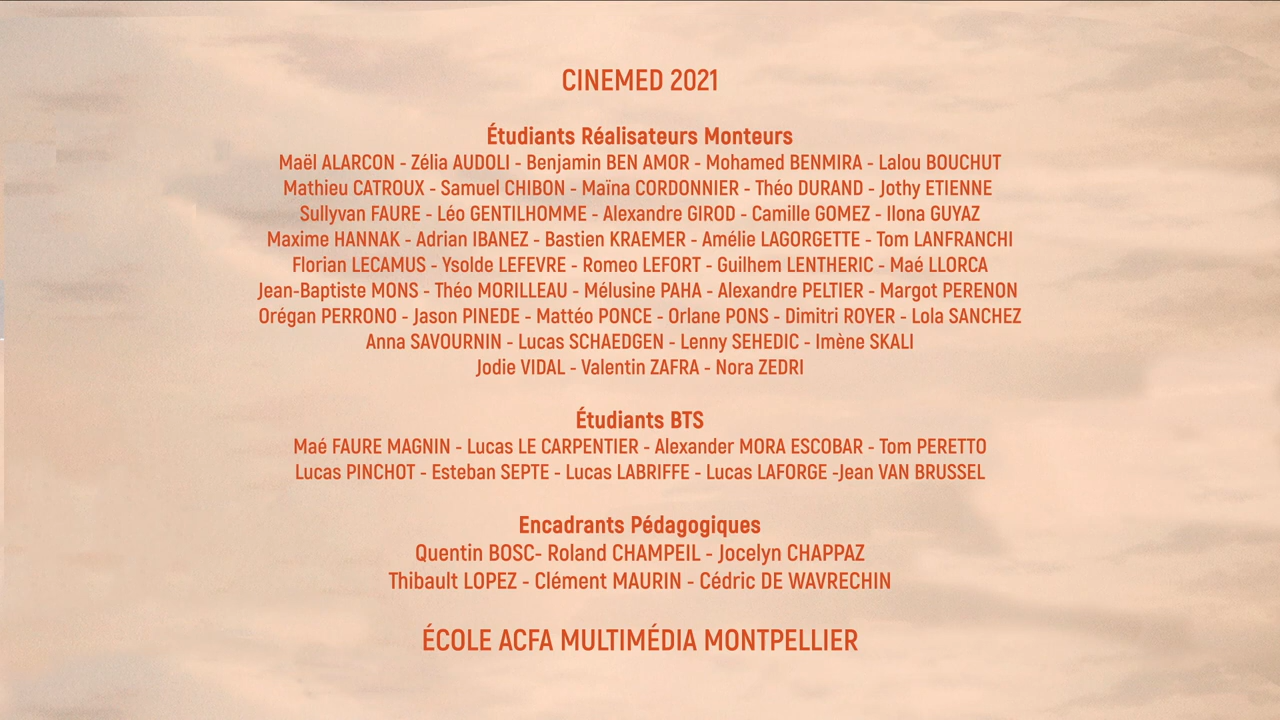 CINEMED 2021
Étudiants Réalisateurs Monteurs
Maël ALARCON - Zélia AUDOLI - Benjamin BEN AMOR - Mohamed BENMIRA - Lalou BOUCHUT
Mathieu CATROUX - Samuel CHIBON - Maïna CORDONNIER - Théo DURAND - Jothy ETIENNE
Sullyvan FAURE - Léo GENTILHOMME - Alexandre GIROD - Camille GOMEZ - Ilona GUYAZ
Maxime HANNAK - Adrian IBANEZ - Bastien KRAEMER - Amélie LAGORGETTE - Tom LANFRANCHI
Florian LECAMUS - Ysolde LEFEVRE - Romeo LEFORT - Guilhem LENTHERIC - Maé LLORCA
Jean-Baptiste MONS - Théo MORILLEAU - Mélusine PAHA - Alexandre PELTIER - Margot PERENON
Orégan PERRONO - Jason PINEDE - Mattéo PONCE - Orlane PONS - Dimitri ROYER - Lola SANCHEZ
Anna SAVOURNIN - Lucas SCHAEDGEN - Lenny SEHEDIC - Imène SKALI
Jodie VIDAL - Valentin ZAFRA - Nora ZEDRI
Étudiants BTS
Maé FAURE MAGNIN - Lucas LE CARPENTIER - Alexander MORA ESCOBAR - Tom PERETTO
Lucas PINCHOT - Esteban SEPTE - Lucas LABRIFFE - Lucas LAFORGE -Jean VAN BRUSSEL
Encadrants Pédagogiques
Quentin BOSC- Roland CHAMPEIL - Jocelyn CHAPPAZ
Thibault LOPEZ - Clément MAURIN - Cédric DE WAVRECHIN
ÉCOLE ACFA MULTIMÉDIA MONTPELLIER